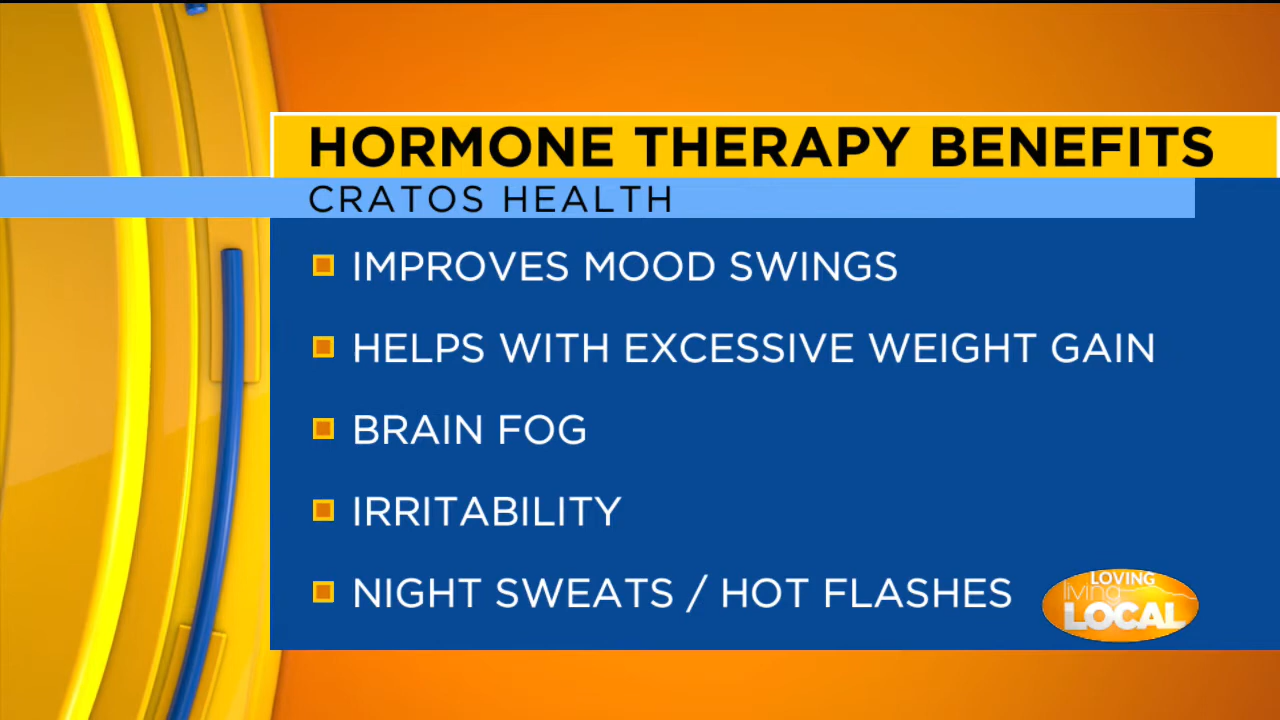 HORMONE THERAPY BENEFITS
CRATOS HEALTH
IMPROVES MOOD SWINGS
HELPS WITH EXCESSIVE WEIGHT GAIN
BRAIN FOG
IRRITABILITY
NIGHT SWEATS / HOT FLASHES
LOVING
living
LOCAL